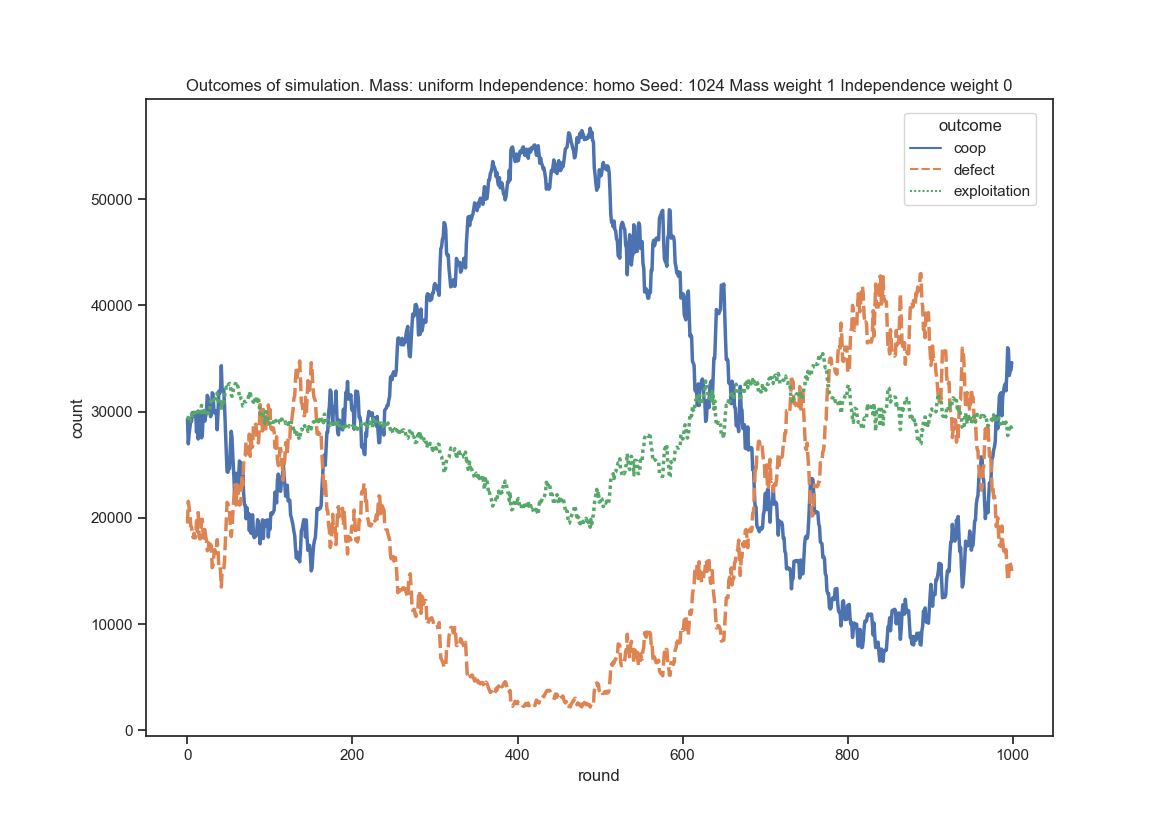 Outcomes of simulation. Mass: uniform Independence: homo Seed: 1024 Mass weight 1 Independence weight 0
outcome
coop
defect
exploitation
50000
40000
30000
20000
10000
0
count
0 200 400 600 800 1000
round